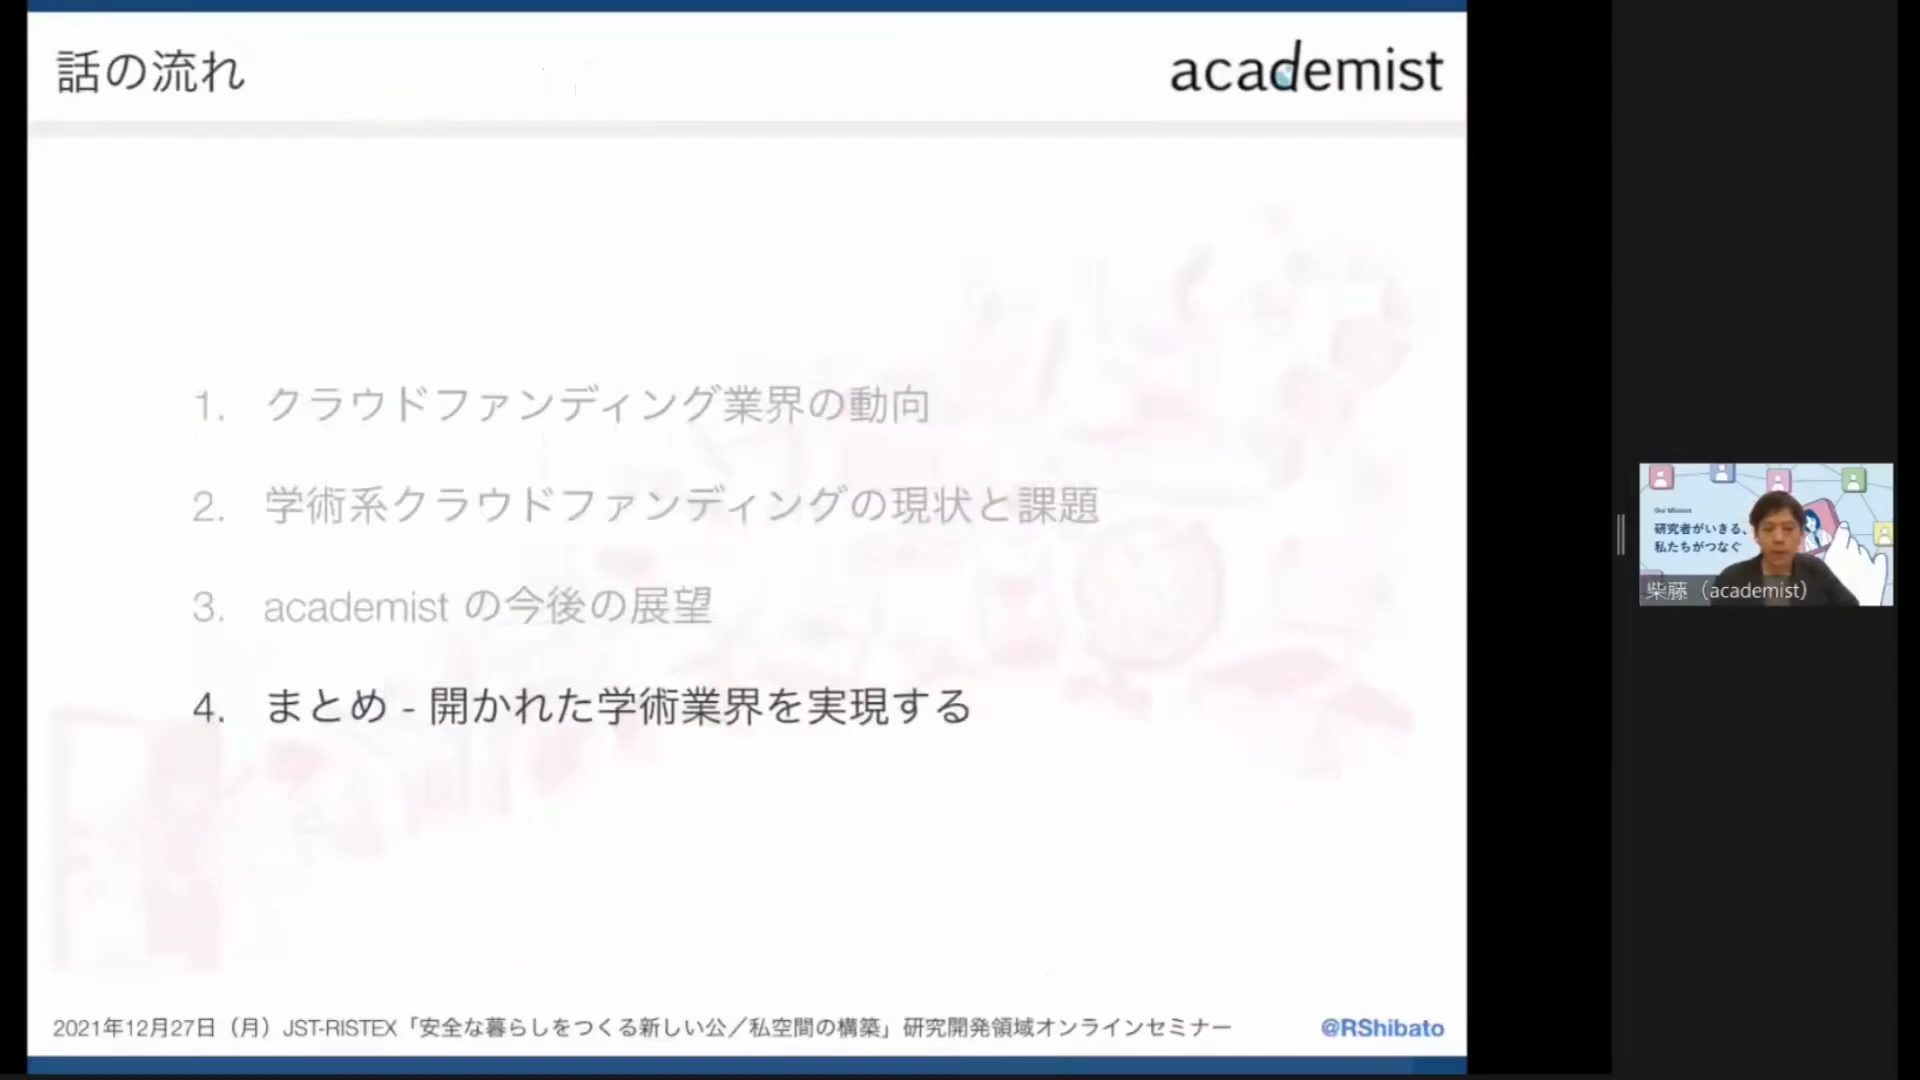 話の流れ
academist
1. クラウドファンディング業界の動向
2. 学術系クラウドファンディングの現状と課題
3. academist の今後の展望
4. まとめ - 開かれた学術業界を実現する
2021年12月27日（月）JST-RISTEX「安全な暮らしをつくる新しい公／私空間の構築」研究開発領域オンラインセミナー
@RShibato
Our Mission
研究者がいきる、
私たちがつなぐ
柴藤（academist）